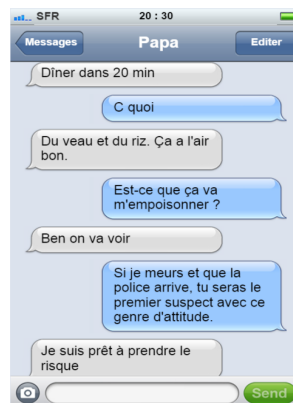 SFR 20 : 30
Messages Papa Editer
Dîner dans 20 min
C quoi
Du veau et du riz. Ça a l'air
bon.
Est-ce que ça va
m'empoisonner ?
Ben on va voir
Si je meurs et que la
police arrive, tu seras le
premier suspect avec ce
genre d'attitude.
Je suis prêt à prendre le
risque
Send